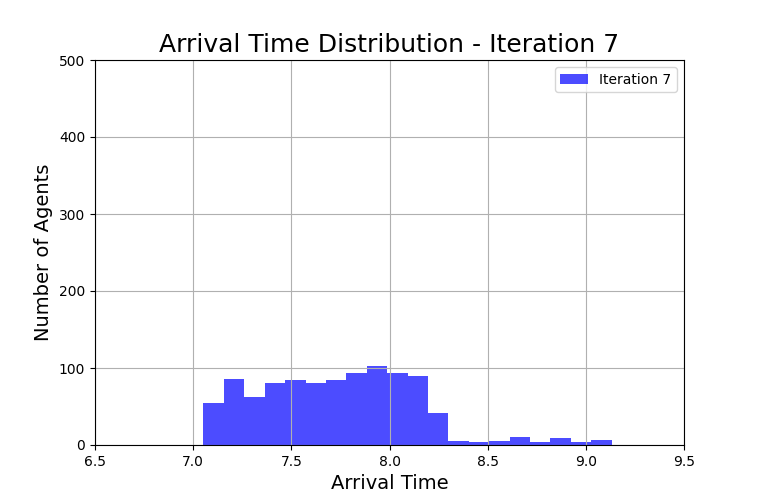 Arrival Time Distribution - Iteration 7
Iteration 7
Number of Agents
500
400
300
200
100
0
6.5 7.0 7.5 8.0 8.5 9.0 9.5
Arrival Time